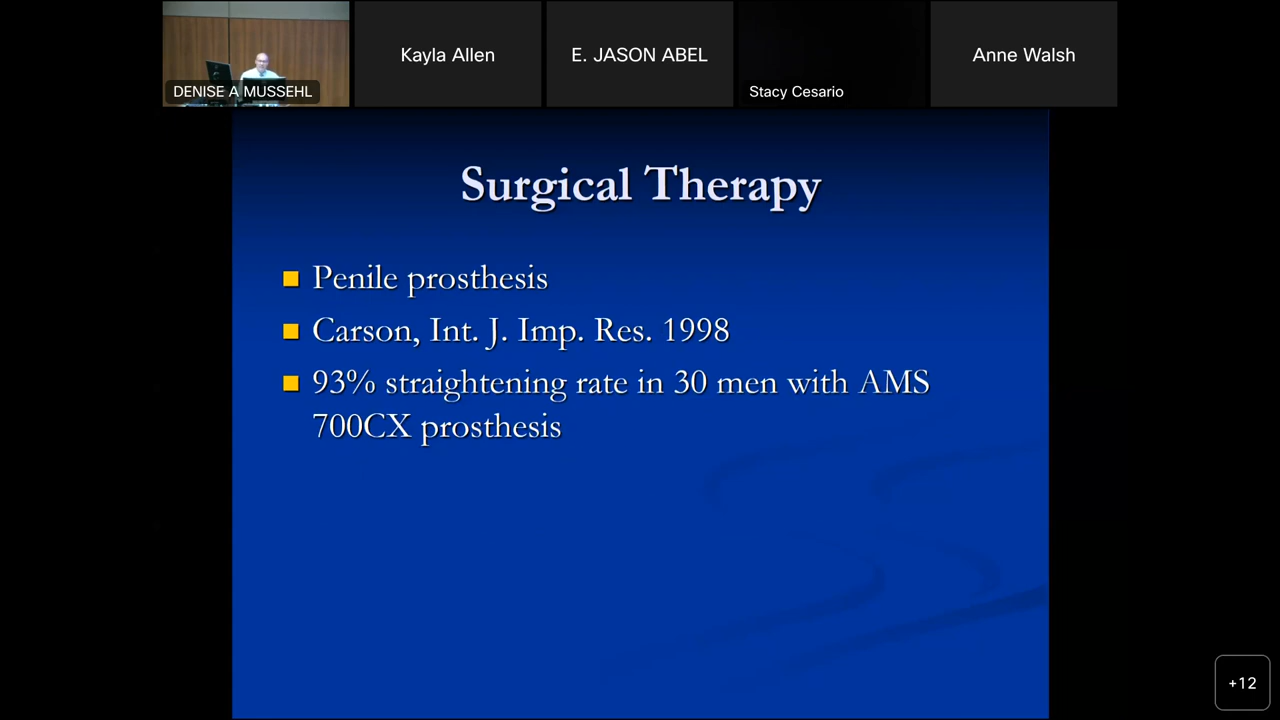 DENISE A MUSSEHL
Kayla Allen
E. JASON ABEL
Stacy Cesario
Anne Walsh
Surgical Therapy
Penile prosthesis
Carson, Int. J. Imp. Res. 1998
93% straightening rate in 30 men with AMS
700CX prosthesis
+12